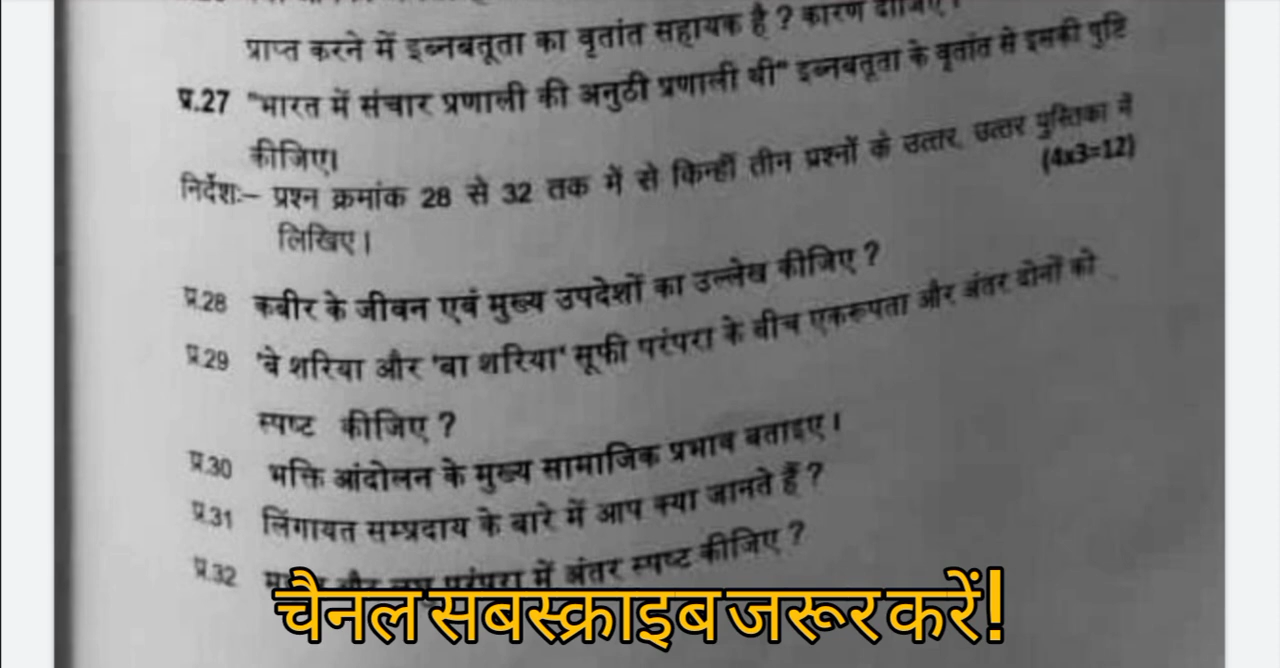 प्राप्त करने में इब्नबतूता का वृतांत सहायक है ? कारण दीजिए।
प्र.27 "भारत में संचार प्रणाली की अनुठी प्रणाली थी" इब्नबतूता के वृतांत से इसकी पुष्टि
कीजिए।
निर्देशः– प्रश्न क्रमांक 28 से 32 तक में से किन्हीं तीन प्रश्नों के उत्तर, उत्तर पुस्तिका में
लिखिए। (4x3=12)
प्र.28 कबीर के जीवन एवं मुख्य उपदेशों का उल्लेख कीजिए ?
प्र.29 'बे शरिया और 'बा शरिया' सूफी परंपरा के बीच एकरूपता और अंतर दोनों को
स्पष्ट कीजिए ?
प्र.30 भक्ति आंदोलन के मुख्य सामाजिक प्रभाव बताइए।
प्र.31 लिंगायत सम्प्रदाय के बारे में आप क्या जानते हैं ?
प्र.32 और परंपरा में अंतर स्पष्ट कीजिए ?
चैनल सबस्क्राइब जरूर करें!